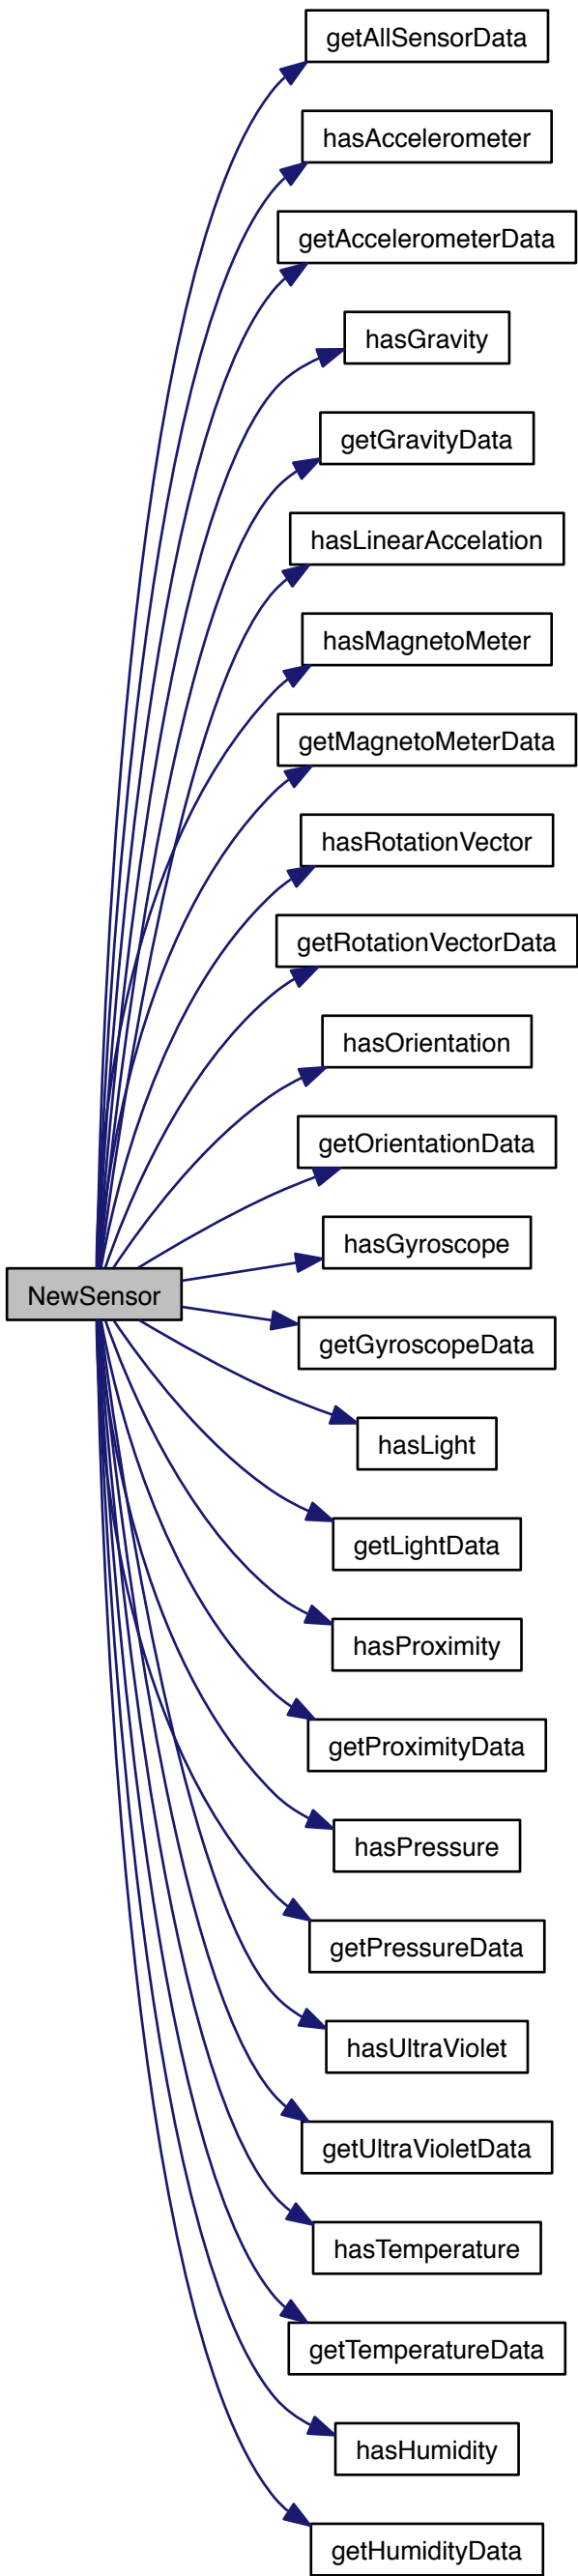 getAllSensorData
hasAccelerometer
getAccelerometerData
hasGravity
getGravityData
hasLinearAccelation
hasMagnetoMeter
getMagnetoMeterData
hasRotationVector
getRotationVectorData
hasOrientation
getOrientationData
hasGyroscope
NewSensor
getGyroscopeData
hasLight
getLightData
hasProximity
getProximityData
hasPressure
getPressureData
hasUltraViolet
getUltraVioletData
hasTemperature
getTemperatureData
hasHumidity
getHumidityData